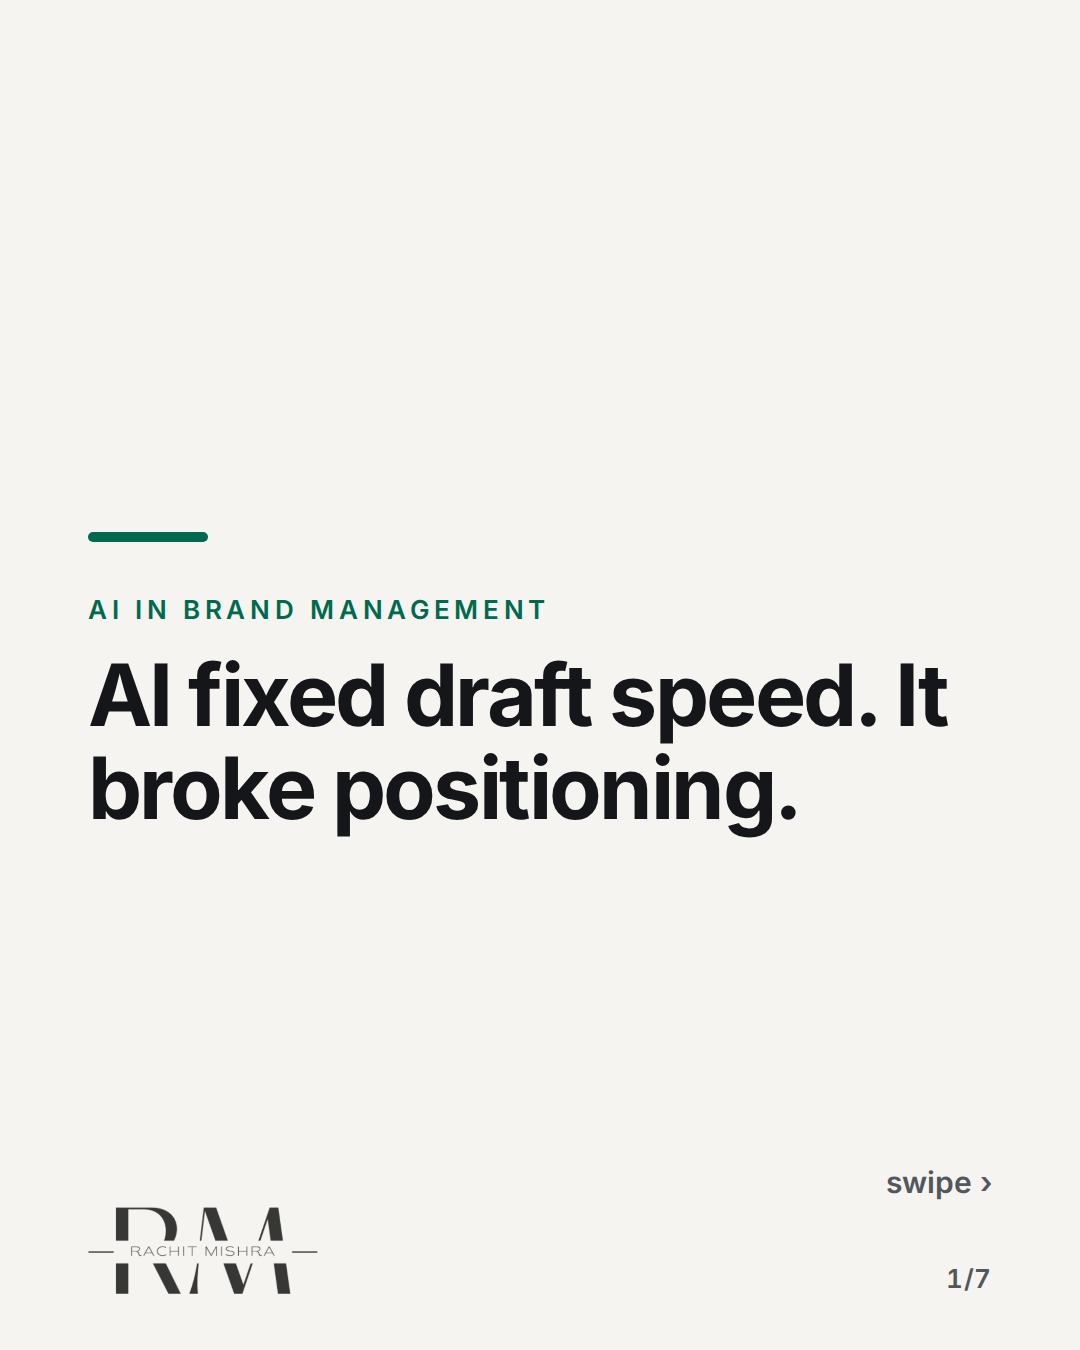 AI IN BRAND MANAGEMENT
AI fixed draft speed. It
broke positioning.
swipe ›
RM
RACHIT MISHRA
1/7